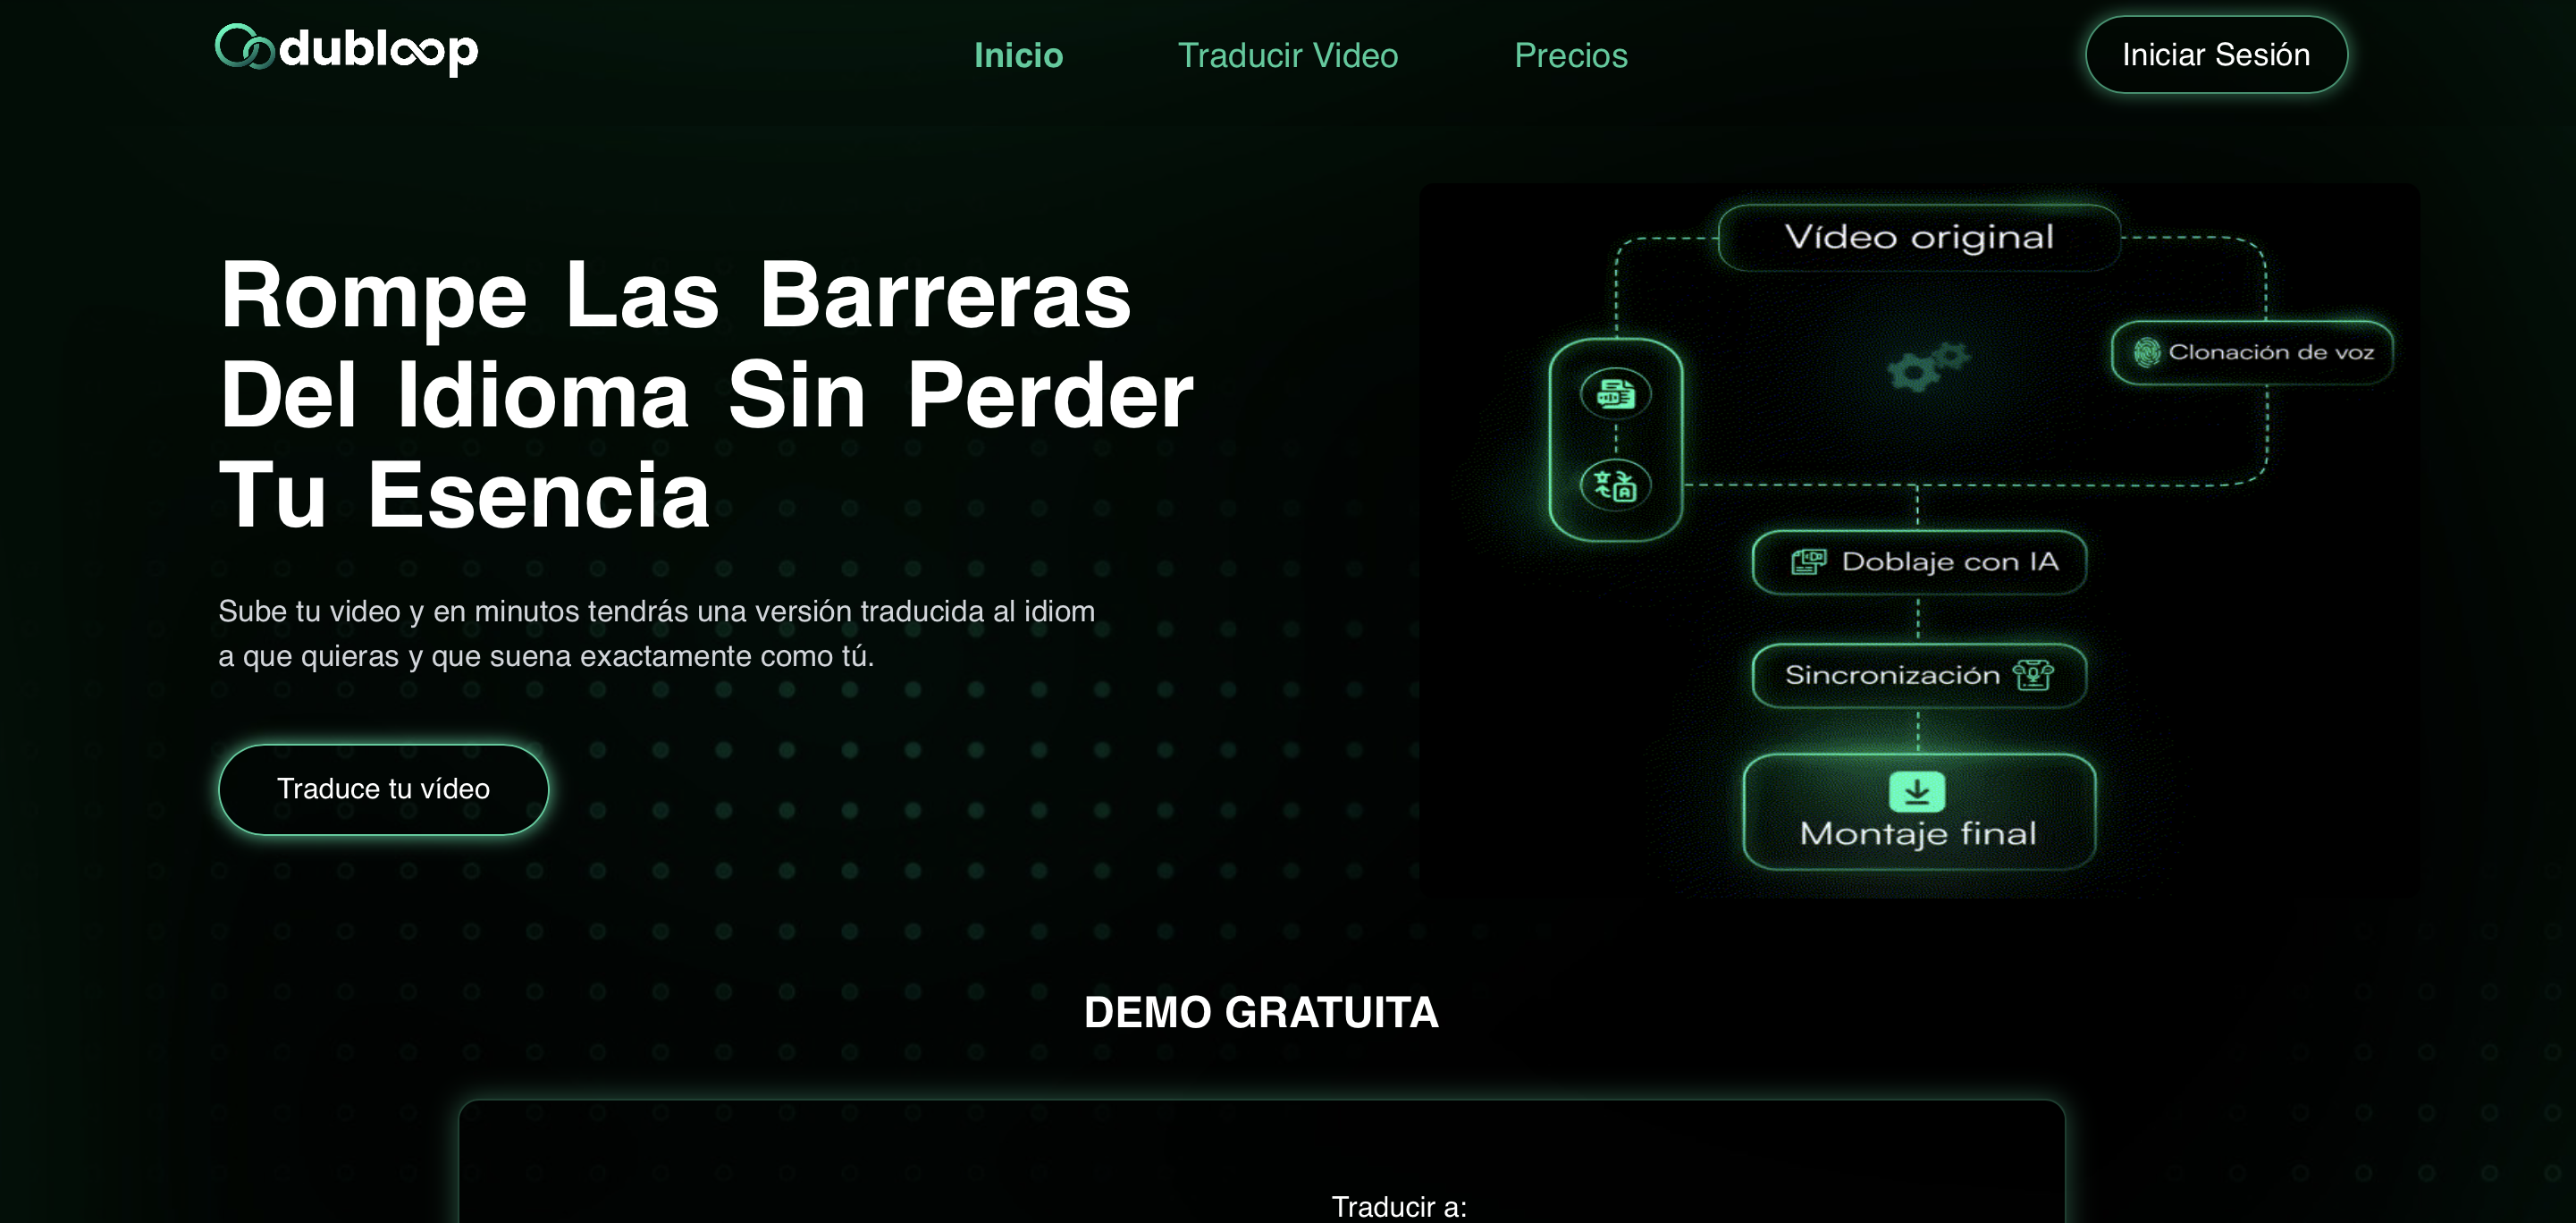 dubloop
Inicio
Traducir Video
Precios
Iniciar Sesión
Rompe Las Barreras
Del Idioma Sin Perder
Tu Esencia
Sube tu video y en minutos tendrás una versión traducida al idiom
a que quieras y que suena exactamente como tú.
Traduce tu vídeo
Vídeo original
Clonación de voz
Doblaje con IA
Sincronización
Montaje final
DEMO GRATUITA
Traducir a: